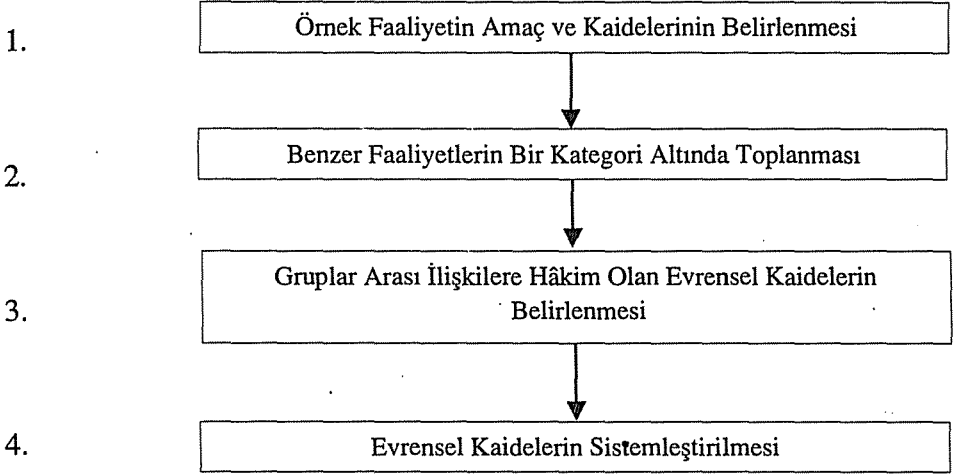 1.
Örnek Faaliyetin Amaç ve Kaidelerinin Belirlenmesi
2.
Benzer Faaliyetlerin Bir Kategori Altında Toplanması
3.
Gruplar Arası İlişkilere Hâkim Olan Evrensel Kaidelerin
Belirlenmesi
4.
Evrensel Kaidelerin Sistemleştirilmesi